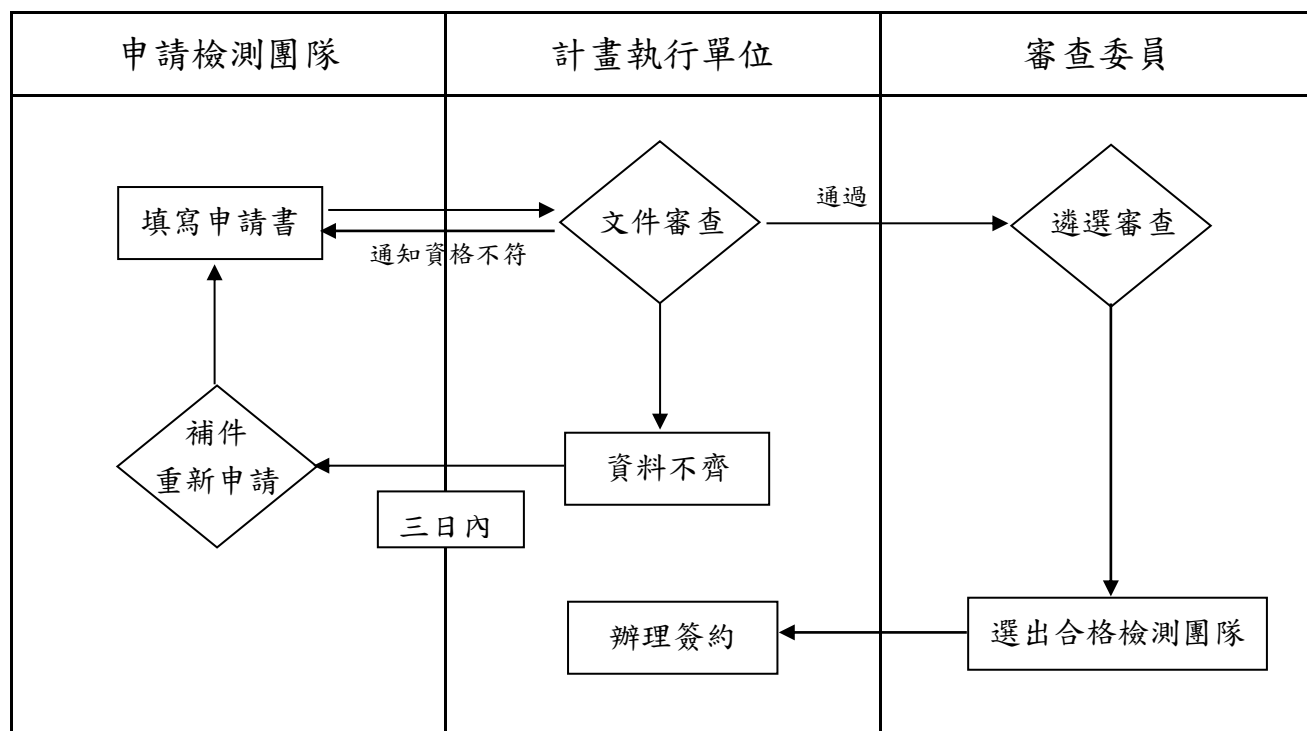 申請檢測團隊
計畫執行單位
審查委員
填寫申請書
文件審查
通過
遴選審查
通知資格不符
補件
重新申請
資料不齊
三日內
辦理簽約
選出合格檢測團隊